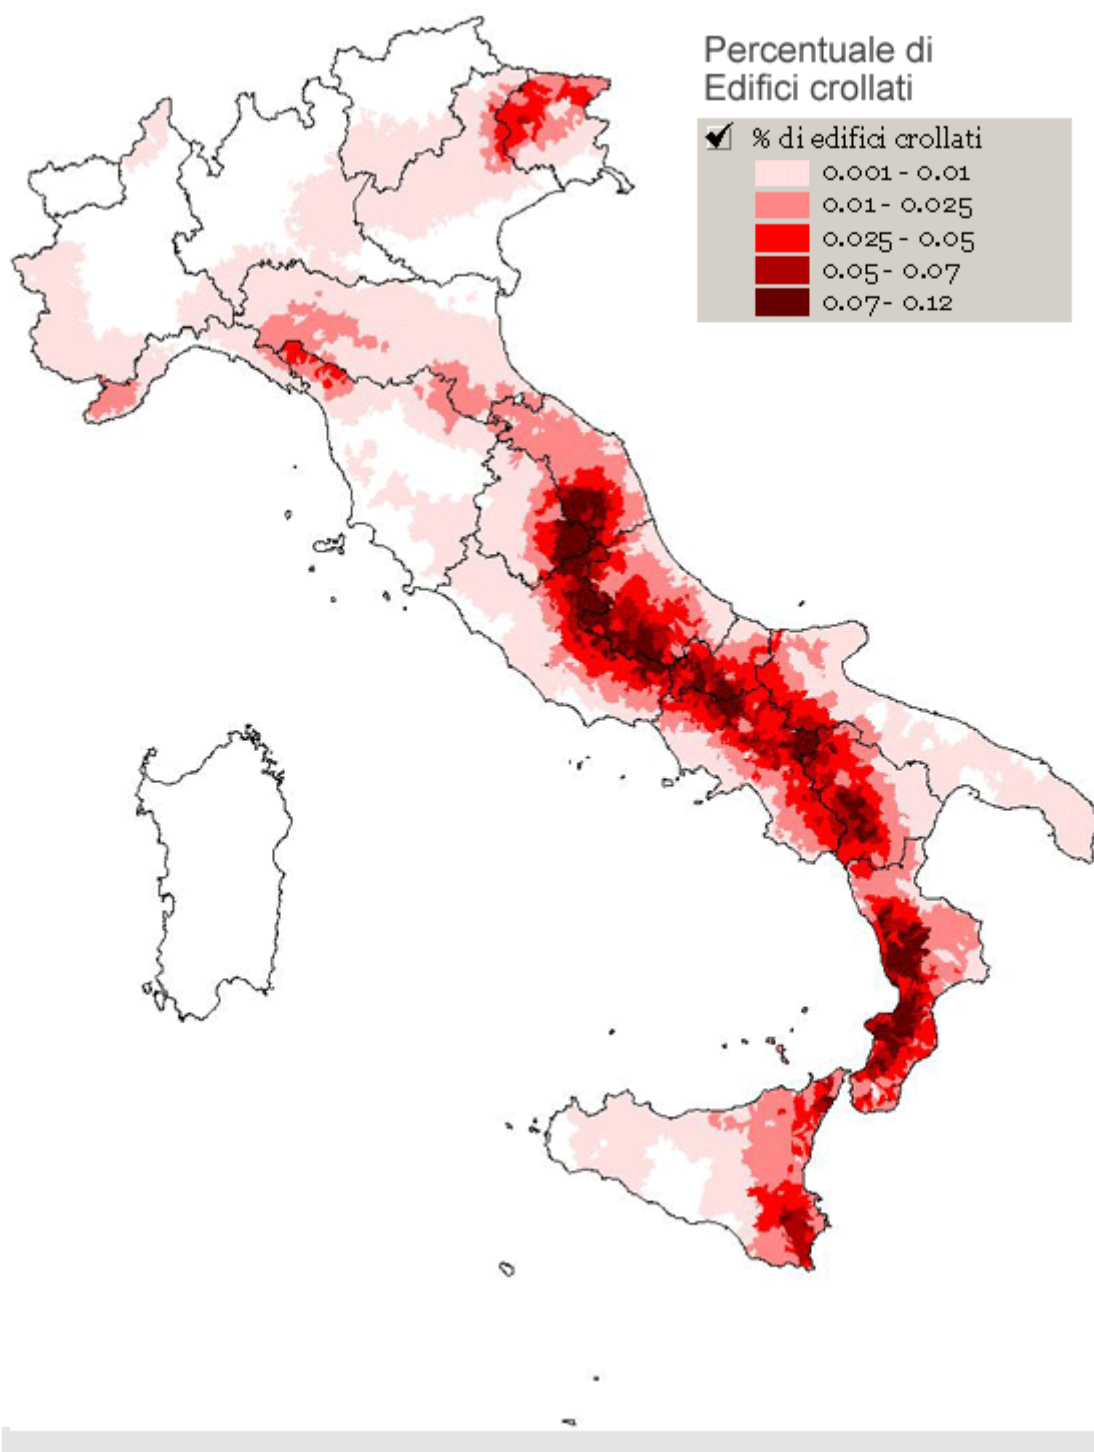 Percentuale di
Edifici crollati
% di edifici crollati
0.001 - 0.01
0.01 - 0.025
0.025 - 0.05
0.05 - 0.07
0.07 - 0.12